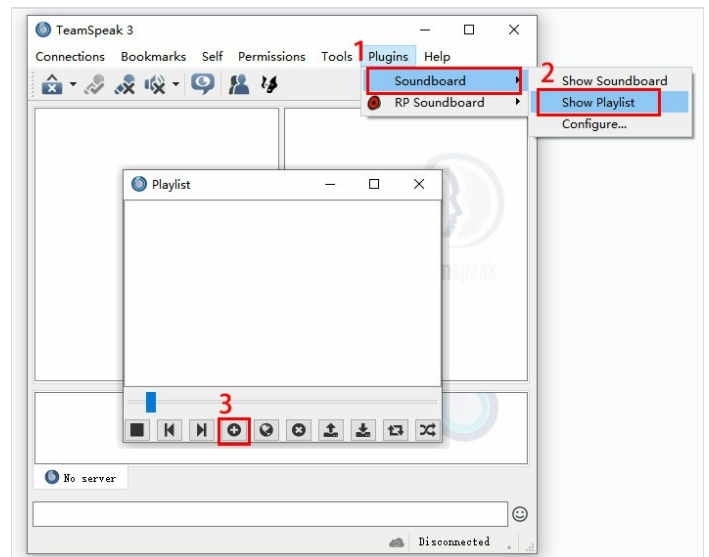 TeamSpeak 3
Connections Bookmarks Self Permissions Tools Plugins Help
1
Soundboard
RP Soundboard
2
Show Soundboard
Show Playlist
Configure...
Playlist
3
teamspeak
No server
Disconnected